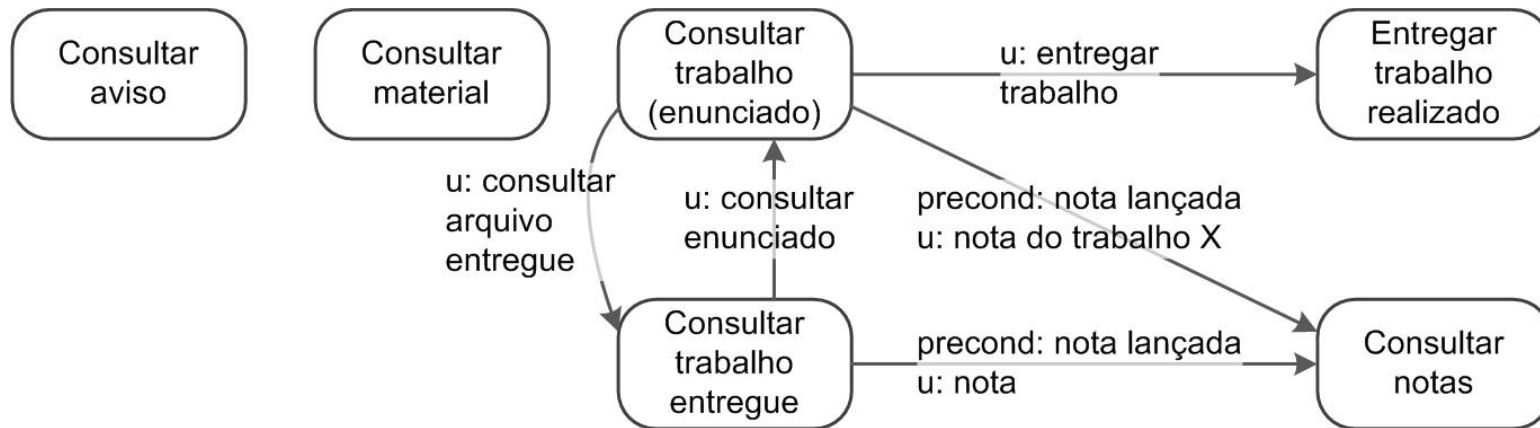 Consultar
aviso
Consultar
material
Consultar
trabalho
(enunciado)
u: entregar
trabalho
Entregar
trabalho
realizado
u: consultar
arquivo
entregue
u: consultar
enunciado
precond: nota lançada
u: nota do trabalho X
Consultar
trabalho
entregue
precond: nota lançada
u: nota
Consultar
notas